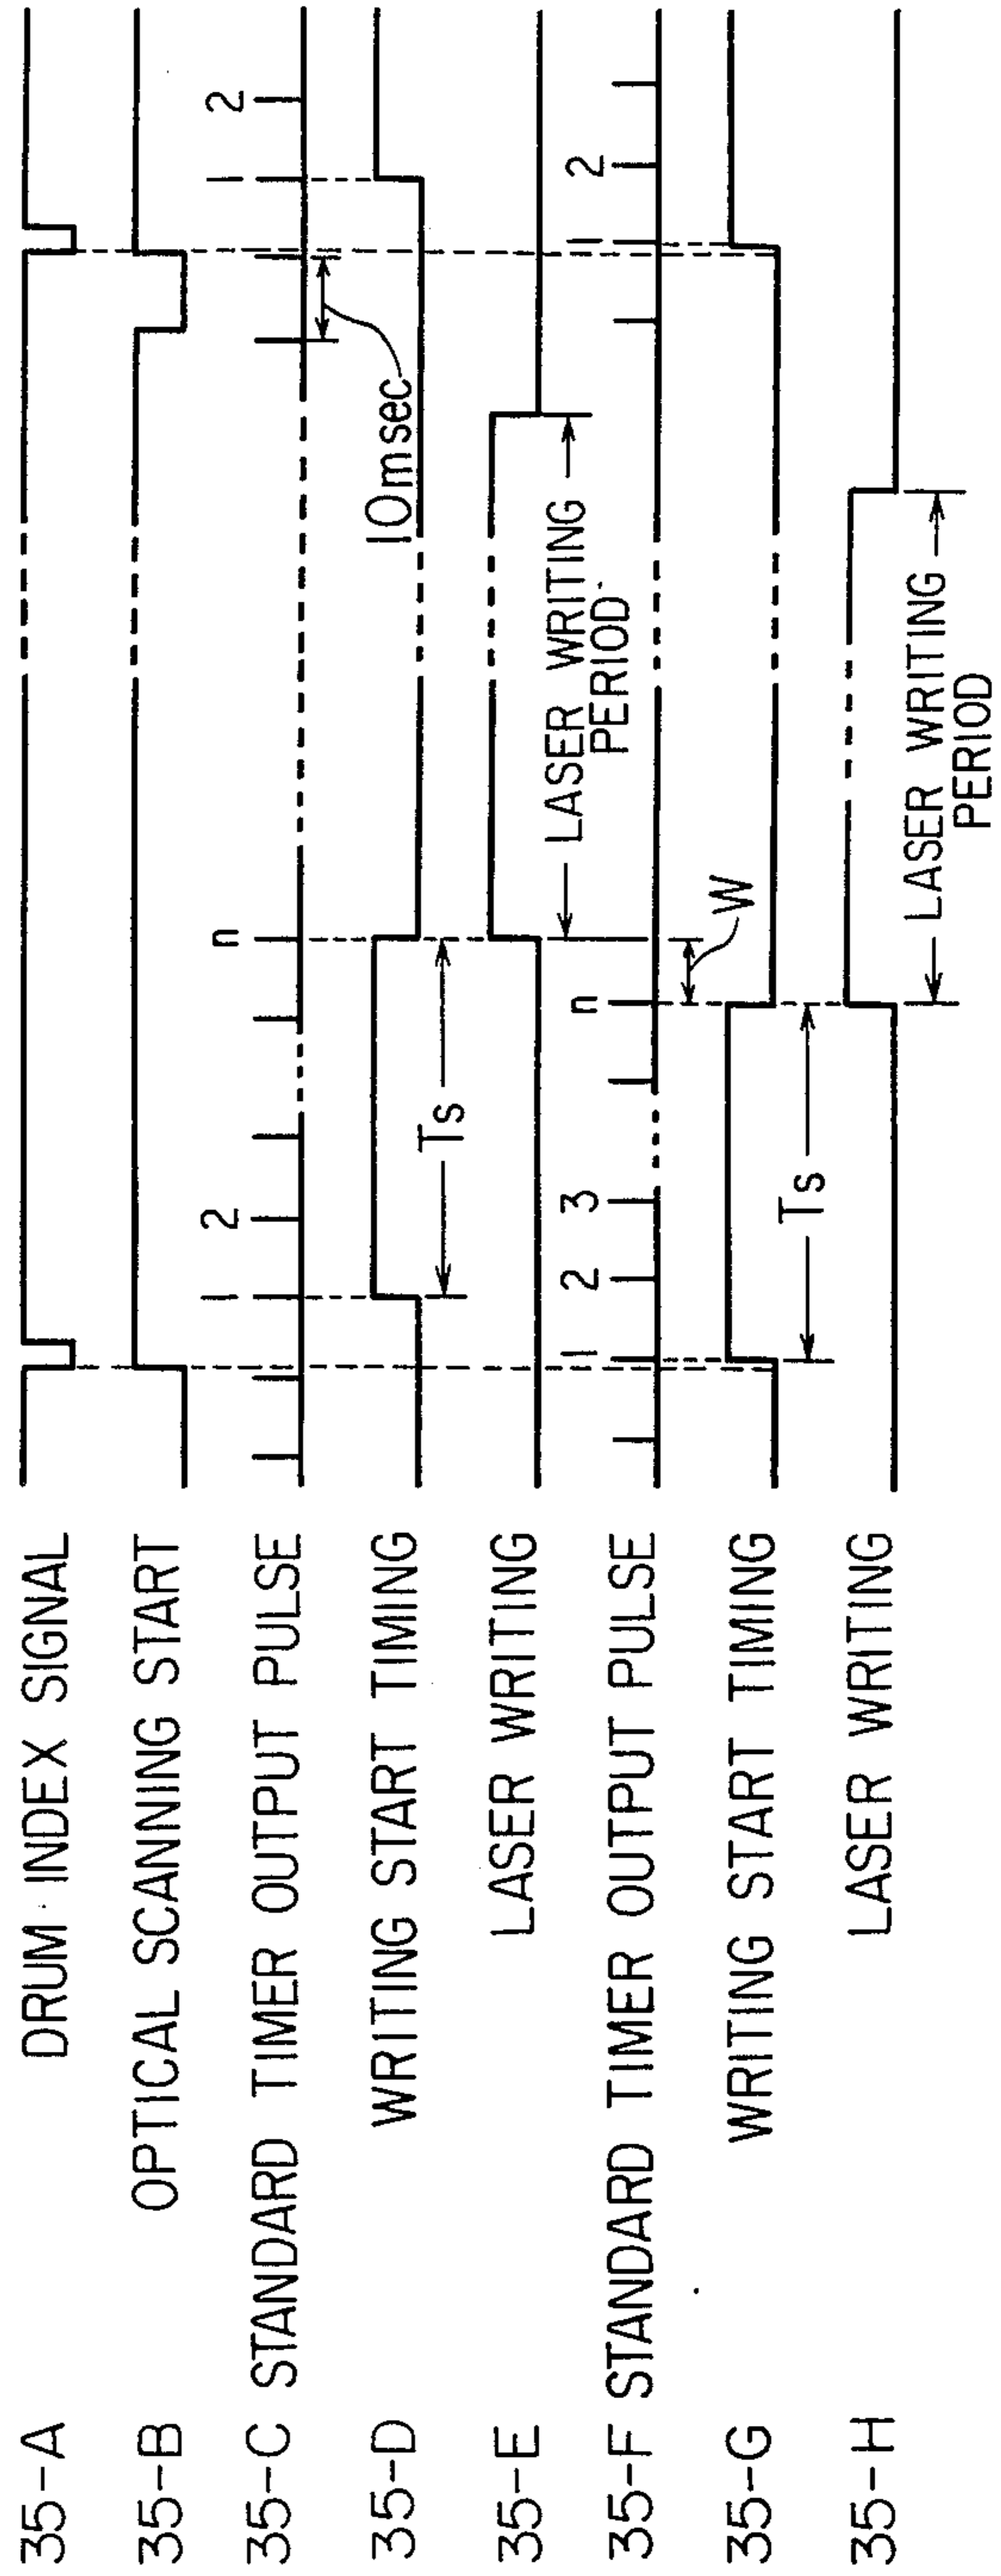 35-A DRUM INDEX SIGNAL
35-B OPTICAL SCANNING START
35-C STANDARD TIMER OUTPUT PULSE 1 2 n 1 2
10msec
35-D WRITING START TIMING
Ts
35-E LASER WRITING
LASER WRITING
PERIOD
35-F STANDARD TIMER OUTPUT PULSE 1 2 3 n 1 2
W
35-G WRITING START TIMING
Ts
35-H LASER WRITING
LASER WRITING
PERIOD